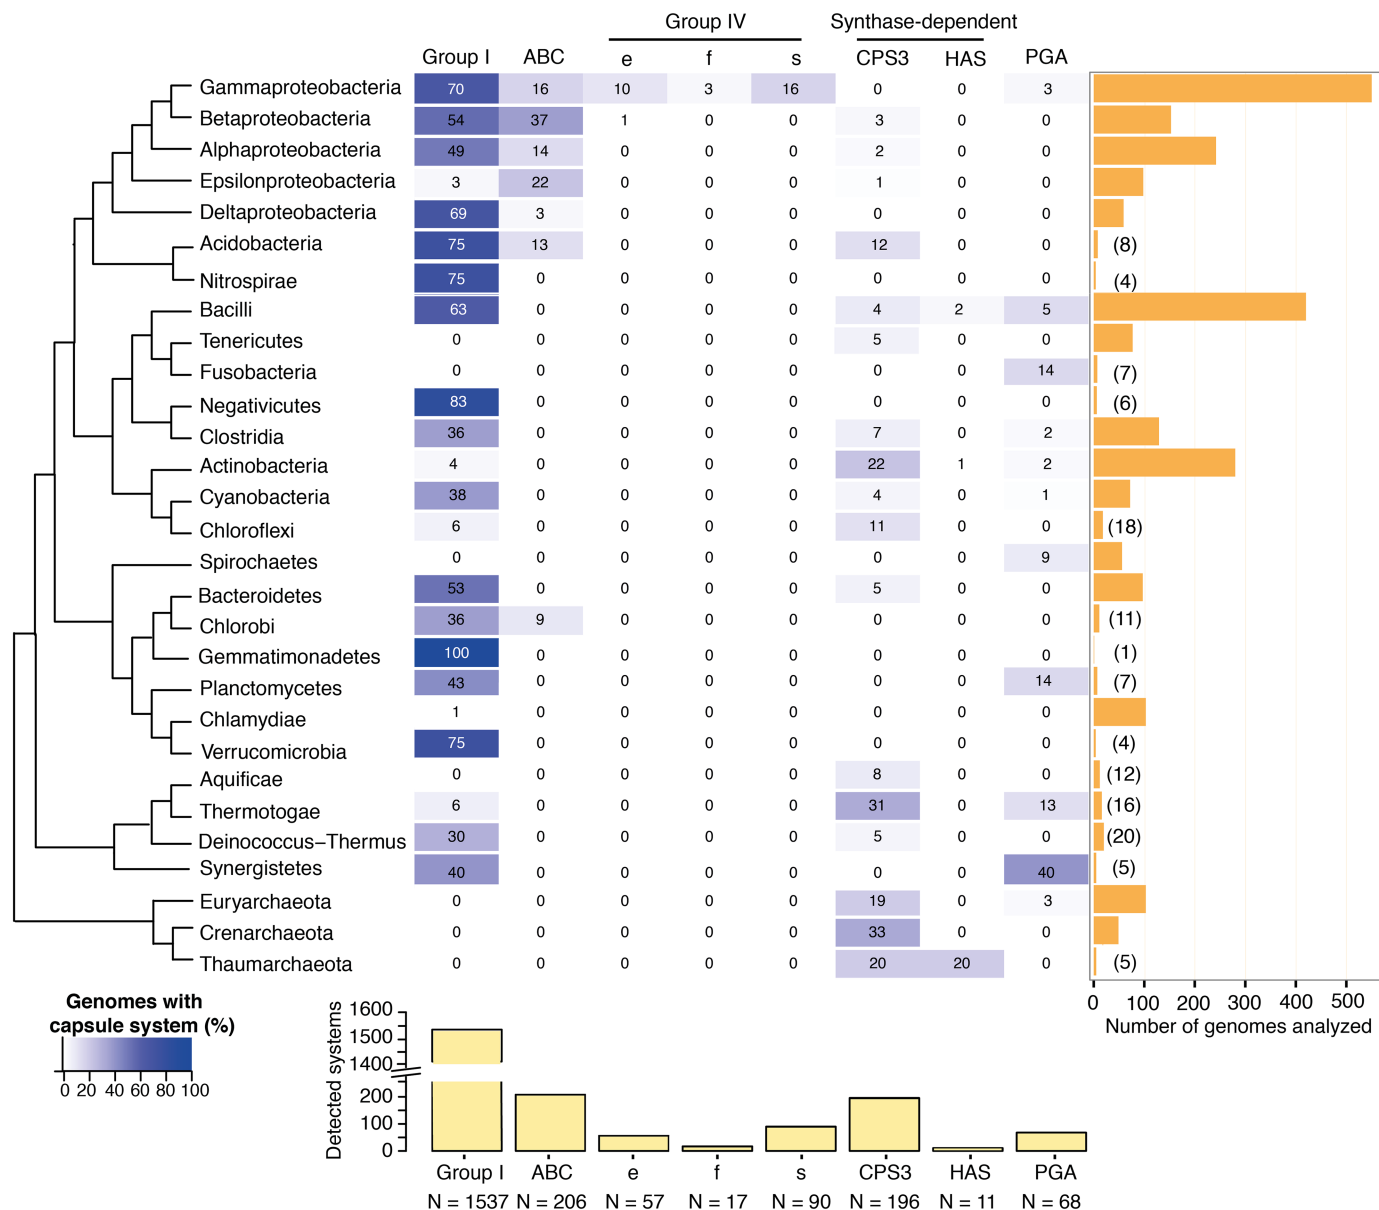 Group IV Synthase-dependent
Group I ABC e f s CPS3 HAS PGA
Gammaproteobacteria 70 16 10 3 16 0 0 3
Betaproteobacteria 54 37 1 0 0 3 0 0
Alphaproteobacteria 49 14 0 0 0 2 0 0
Epsilonproteobacteria 3 22 0 0 0 1 0 0
Deltaproteobacteria 69 3 0 0 0 0 0 0
Acidobacteria 75 13 0 0 0 12 0 0 (8)
Nitrospirae 75 0 0 0 0 0 0 0 (4)
Bacilli 63 0 0 0 0 4 2 5
Tenericutes 0 0 0 0 0 5 0 0
Fusobacteria 0 0 0 0 0 0 0 14 (7)
Negativicutes 83 0 0 0 0 0 0 0 (6)
Clostridia 36 0 0 0 0 7 0 2
Actinobacteria 4 0 0 0 0 22 1 2
Cyanobacteria 38 0 0 0 0 4 0 1
Chloroflexi 6 0 0 0 0 11 0 0 (18)
Spirochaetes 0 0 0 0 0 0 0 9
Bacteroidetes 53 0 0 0 0 5 0 0
Chlorobi 36 9 0 0 0 0 0 0 (11)
Gemmatimonadetes 100 0 0 0 0 0 0 0 (1)
Planctomycetes 43 0 0 0 0 0 0 14 (7)
Chlamydiae 1 0 0 0 0 0 0 0
Verrucomicrobia 75 0 0 0 0 0 0 0 (4)
Aquificae 0 0 0 0 0 8 0 0 (12)
Thermotogae 6 0 0 0 0 31 0 13 (16)
Deinococcus−Thermus 30 0 0 0 0 5 0 0 (20)
Synergistetes 40 0 0 0 0 0 0 40 (5)
Euryarchaeota 0 0 0 0 0 19 0 3
Crenarchaeota 0 0 0 0 0 33 0 0
Thaumarchaeota 0 0 0 0 0 20 20 0 (5)
0 100 200 300 400 500
Number of genomes analyzed
Genomes with
capsule system (%)
0 20 40 60 80 100
Detected systems
1600
1500
1400
200
100
0
Group I ABC e f s CPS3 HAS PGA
N = 1537 N = 206 N = 57 N = 17 N = 90 N = 196 N = 11 N = 68